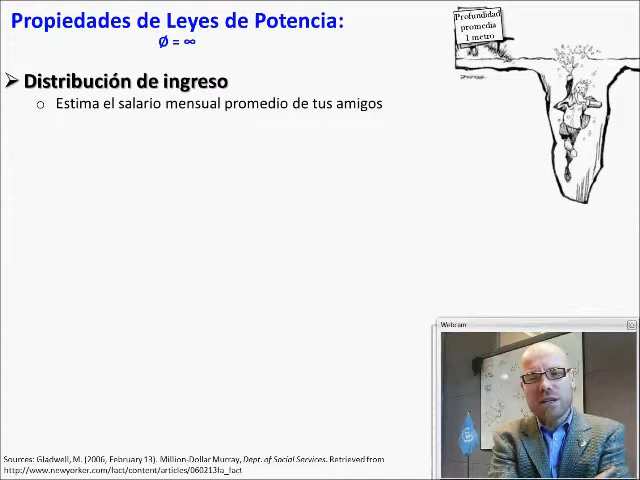 Propiedades de Leyes de Potencia:
Ø = ∞
Profundidad
promedia
1 metro
➢ Distribución de ingreso
o Estima el salario mensual promedio de tus amigos
Webcam
Sources: Gladwell, M. (2006, February 13). Million-Dollar Murray, Dept. of Social Services. Retrieved from
http://www.newyorker.com/fact/content/articles/060213fa_fact